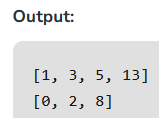 Output:
[1, 3, 5, 13]
[0, 2, 8]